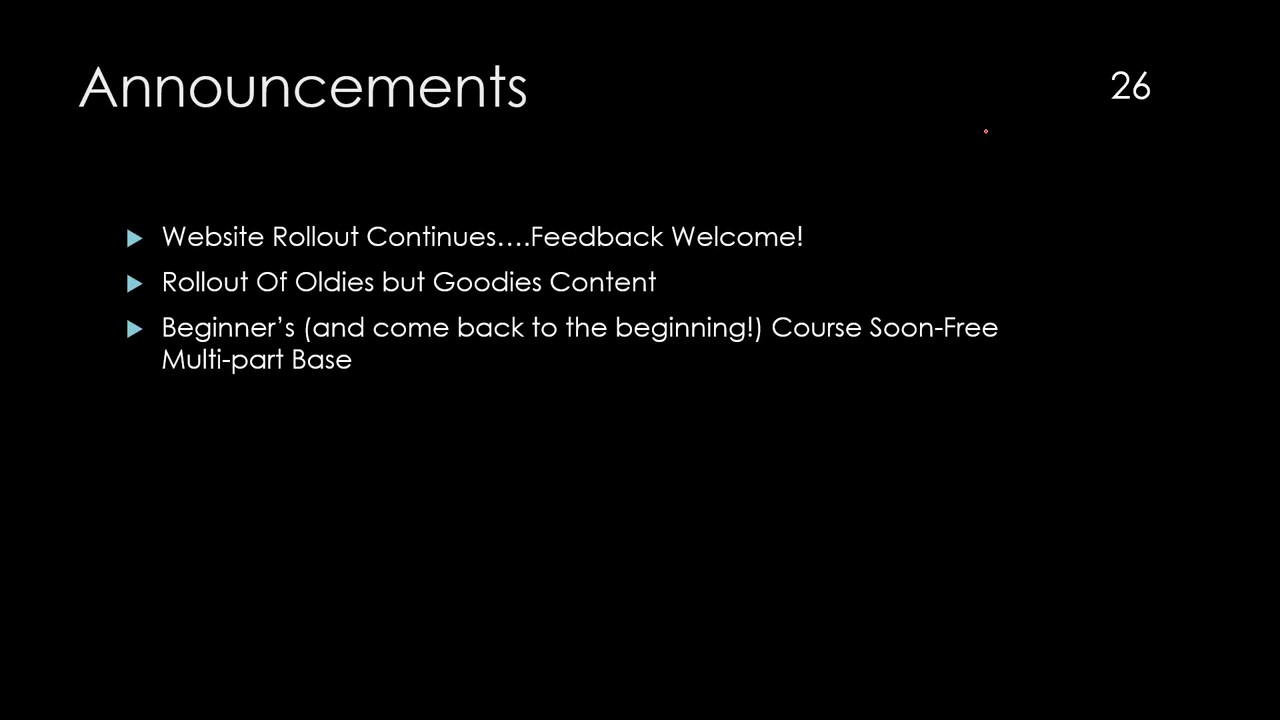 Announcements
26
Website Rollout Continues....Feedback Welcome!
Rollout Of Oldies but Goodies Content
Beginner’s (and come back to the beginning!) Course Soon-Free
Multi-part Base